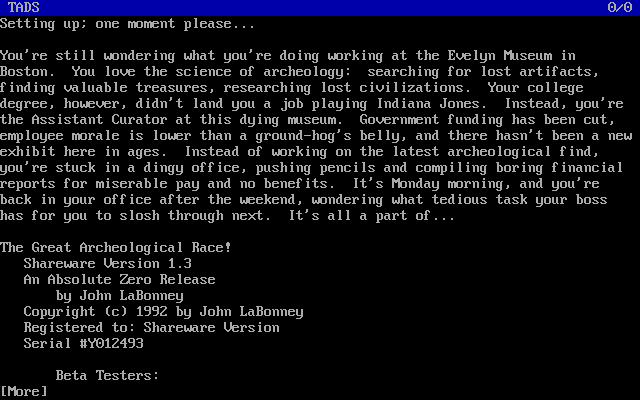 TADS 0/0
Setting up; one moment please...
You're still wondering what you're doing working at the Evelyn Museum in
Boston.  You love the science of archeology:  searching for lost artifacts,
finding valuable treasures, researching lost civilizations.  Your college
degree, however, didn't land you a job playing Indiana Jones.  Instead, you're
the Assistant Curator at this dying museum.  Government funding has been cut,
employee morale is lower than a ground-hog's belly, and there hasn't been a new
exhibit here in ages.  Instead of working on the latest archeological find,
you're stuck in a dingy office, pushing pencils and compiling boring financial
reports for miserable pay and no benefits.  It's Monday morning, and you're
back in your office after the weekend, wondering what tedious task your boss
has for you to slosh through next.  It's all a part of...
The Great Archeological Race!
Shareware Version 1.3
An Absolute Zero Release
by John LaBonney
Copyright (c) 1992 by John LaBonney
Registered to: Shareware Version
Serial #Y012493
Beta Testers:
[More]